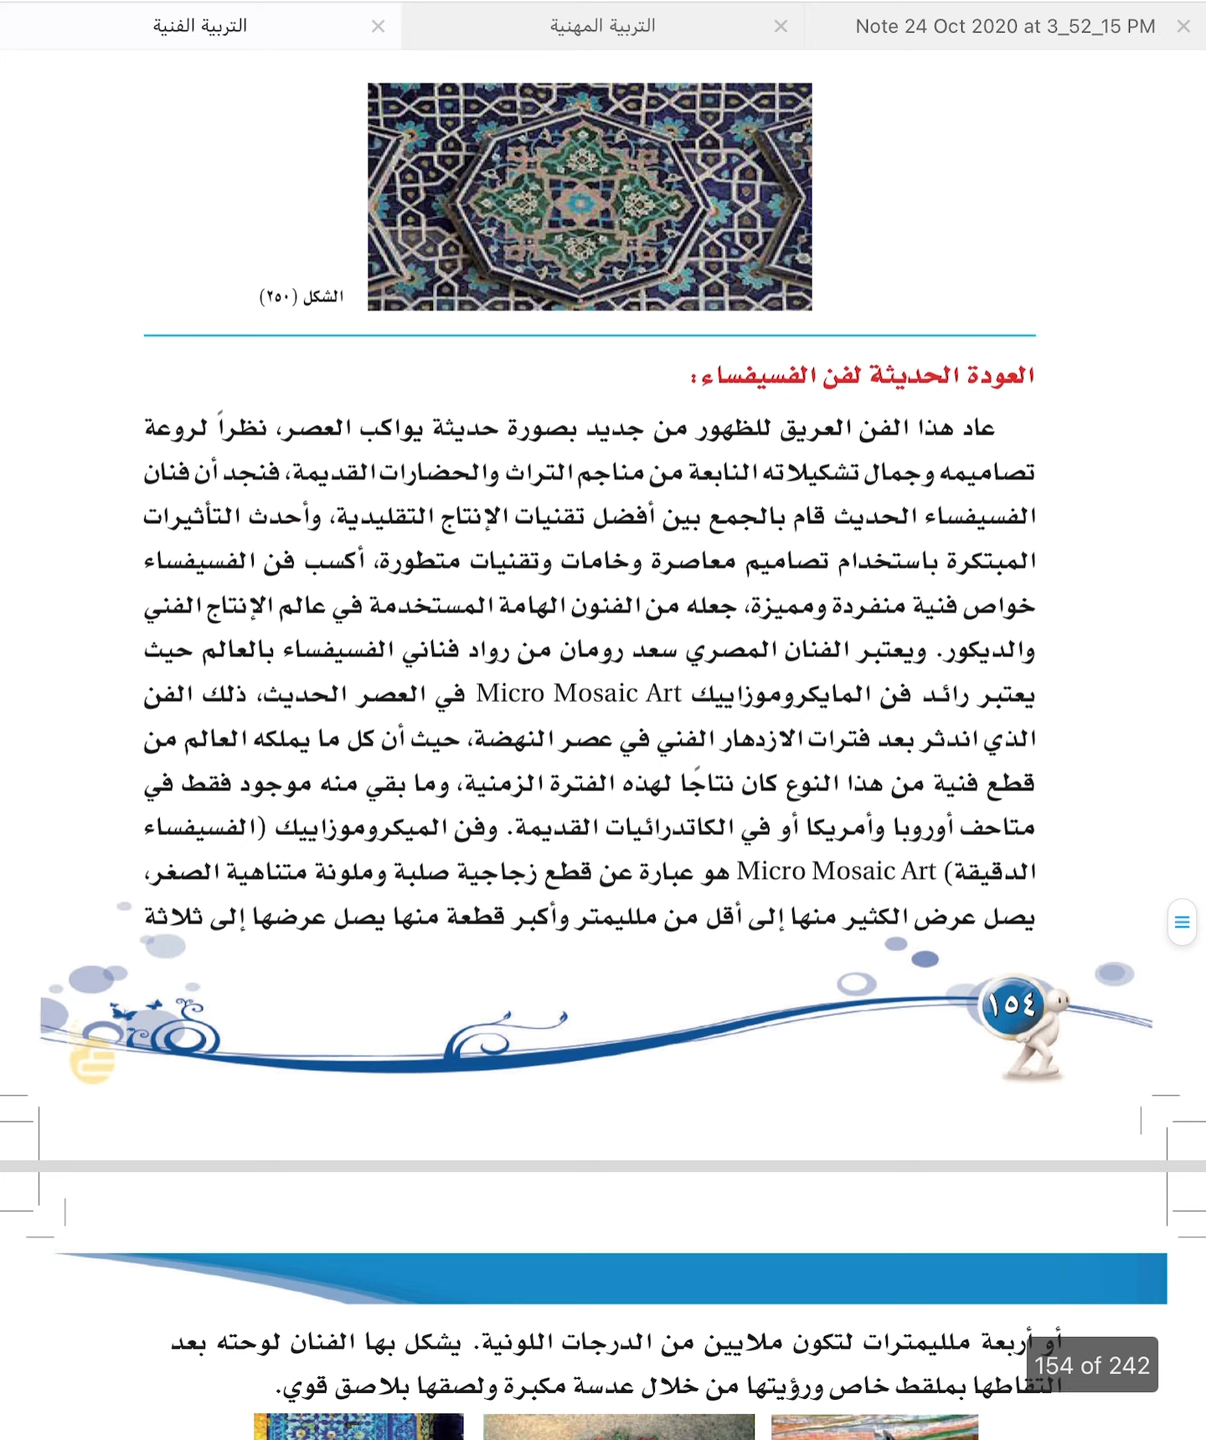 التربية الفنية
التربية المهنية
Note 24 Oct 2020 at 3_52_15 PM
الشكل (٢٥٠)
العودة الحديثة لفن الفسيفساء:
عاد هذا الفن العريق للظهور من جديد بصورة حديثة يواكب العصر، نظراً لروعة
تصاميمه وجمال تشكيلاته النابعة من مناجم التراث والحضارات القديمة، فنجد أن فنان
الفسيفساء الحديث قام بالجمع بين أفضل تقنيات الإنتاج التقليدية، وأحدث التأثيرات
المبتكرة باستخدام تصاميم معاصرة وخامات وتقنيات متطورة، أكسب فن الفسيفساء
خواص فنية منفردة ومميزة، جعله من الفنون الهامة المستخدمة في عالم الإنتاج الفني
والديكور. ويعتبر الفنان المصري سعد رومان من رواد فناني الفسيفساء بالعالم حيث
يعتبر رائد فن المايكروموزاييك Micro Mosaic Art في العصر الحديث، ذلك الفن
الذي اندثر بعد فترات الازدهار الفني في عصر النهضة، حيث أن كل ما يملكه العالم من
قطع فنية من هذا النوع كان نتاجًا لهذه الفترة الزمنية، وما بقي منه موجود فقط في
متاحف أوروبا وأمريكا أو في الكاتدرائيات القديمة. وفن الميكروموزاييك (الفسيفساء
الدقيقة) Micro Mosaic Art هو عبارة عن قطع زجاجية صلبة وملونة متناهية الصغر،
يصل عرض الكثير منها إلى أقل من ملليمتر وأكبر قطعة منها يصل عرضها إلى ثلاثة
١٥٤
أو أربعة ملليمترات لتكون ملايين من الدرجات اللونية. يشكل بها الفنان لوحته بعد
التقاطها بملقط خاص ورؤيتها من خلال عدسة مكبرة ولصقها بلاصق قوي.
154 of 242